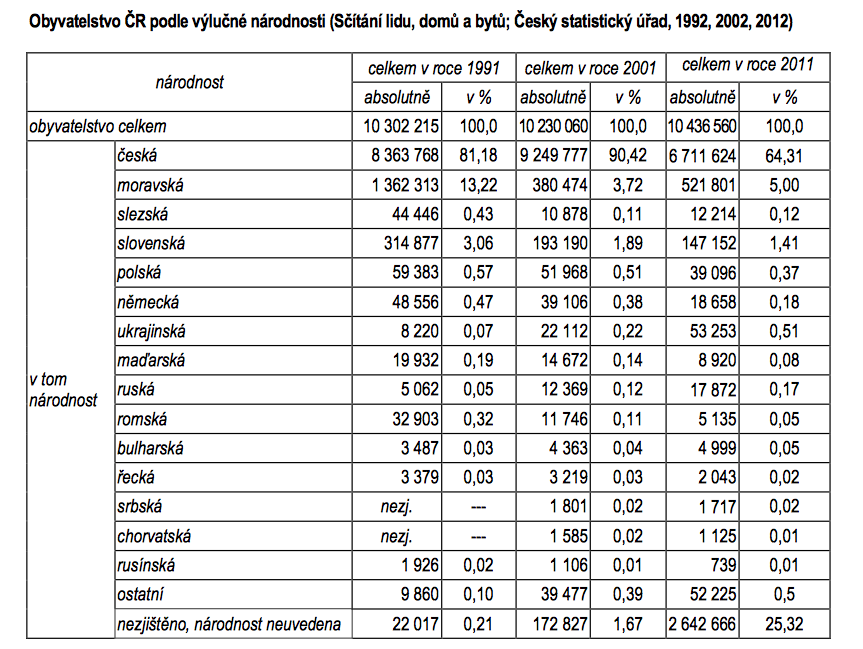 Obyvatelstvo ČR podle výlučné národnosti (Sčítání lidu, domů a bytů; Český statistický úřad, 1992, 2002, 2012)
národnost celkem v roce 1991 celkem v roce 2001 celkem v roce 2011
absolutně v % absolutně v % absolutně v %
obyvatelstvo celkem 10 302 215 100,0 10 230 060 100,0 10 436 560 100,0
česká 8 363 768 81,18 9 249 777 90,42 6 711 624 64,31
moravská 1 362 313 13,22 380 474 3,72 521 801 5,00
slezská 44 446 0,43 10 878 0,11 12 214 0,12
slovenská 314 877 3,06 193 190 1,89 147 152 1,41
polská 59 383 0,57 51 968 0,51 39 096 0,37
německá 48 556 0,47 39 106 0,38 18 658 0,18
ukrajinská 8 220 0,07 22 112 0,22 53 253 0,51
maďarská 19 932 0,19 14 672 0,14 8 920 0,08
v tom
národnost
ruská 5 062 0,05 12 369 0,12 17 872 0,17
romská 32 903 0,32 11 746 0,11 5 135 0,05
bulharská 3 487 0,03 4 363 0,04 4 999 0,05
řecká 3 379 0,03 3 219 0,03 2 043 0,02
srbská nezj. --- 1 801 0,02 1 717 0,02
chorvatská nezj. --- 1 585 0,02 1 125 0,01
rusínská 1 926 0,02 1 106 0,01 739 0,01
ostatní 9 860 0,10 39 477 0,39 52 225 0,5
nezjištěno, národnost neuvedena 22 017 0,21 172 827 1,67 2 642 666 25,32